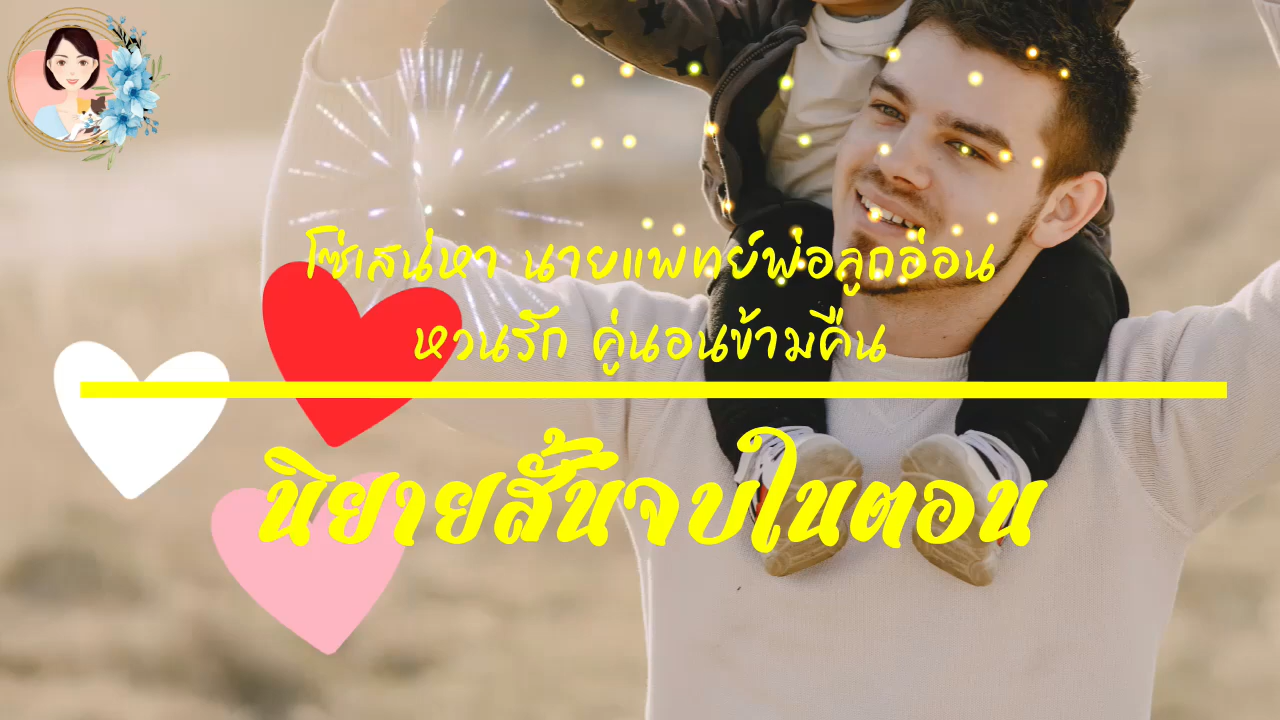 โซ่เสน่หา นายแพทย์พ่อลูกอ่อน
หวนรัก คู่นอนข้ามคืน
นิยายสั้นจบในตอน